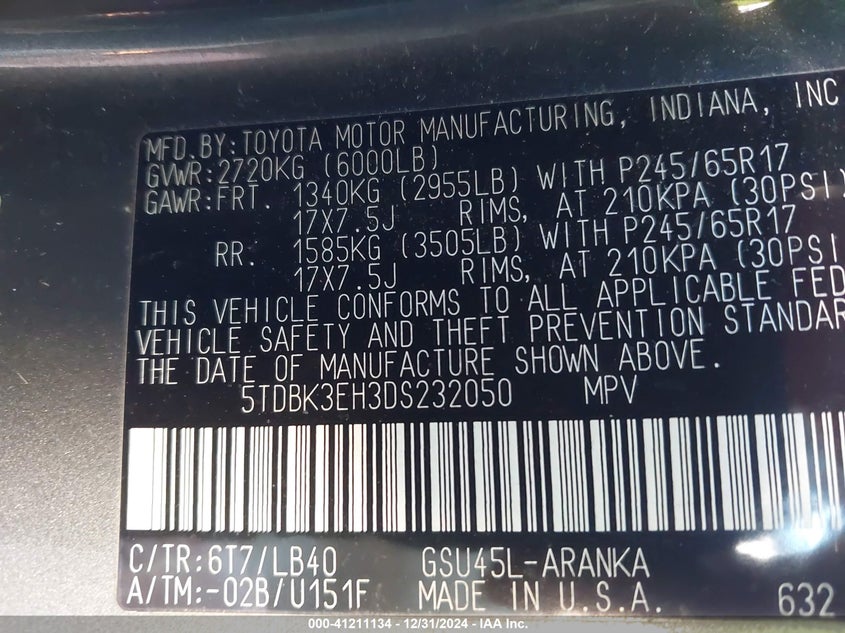 MFD. BY: TOYOTA MOTOR MANUFACTURING, INDIANA, INC
GVWR: 2720KG (6000LB)
GAWR: FRT. 1340KG (2955LB) WITH P245/65R17
17X7.5J RIMS, AT 210KPA (30PSI)
RR. 1585KG (3505LB) WITH P245/65R17
17X7.5J RIMS, AT 210KPA (30PSI
THIS VEHICLE CONFORMS TO ALL APPLICABLE FED
VEHICLE SAFETY AND THEFT PREVENTION STANDAR
THE DATE OF MANUFACTURE SHOWN ABOVE.
5TDBK3EH3DS232050 MPV
C/TR: 6T7/LB40 GSU45L-ARANKA
A/TM: -02B/U151F MADE IN U.S.A. 632
000-41211134 - 12/31/2024 - IAA Inc.